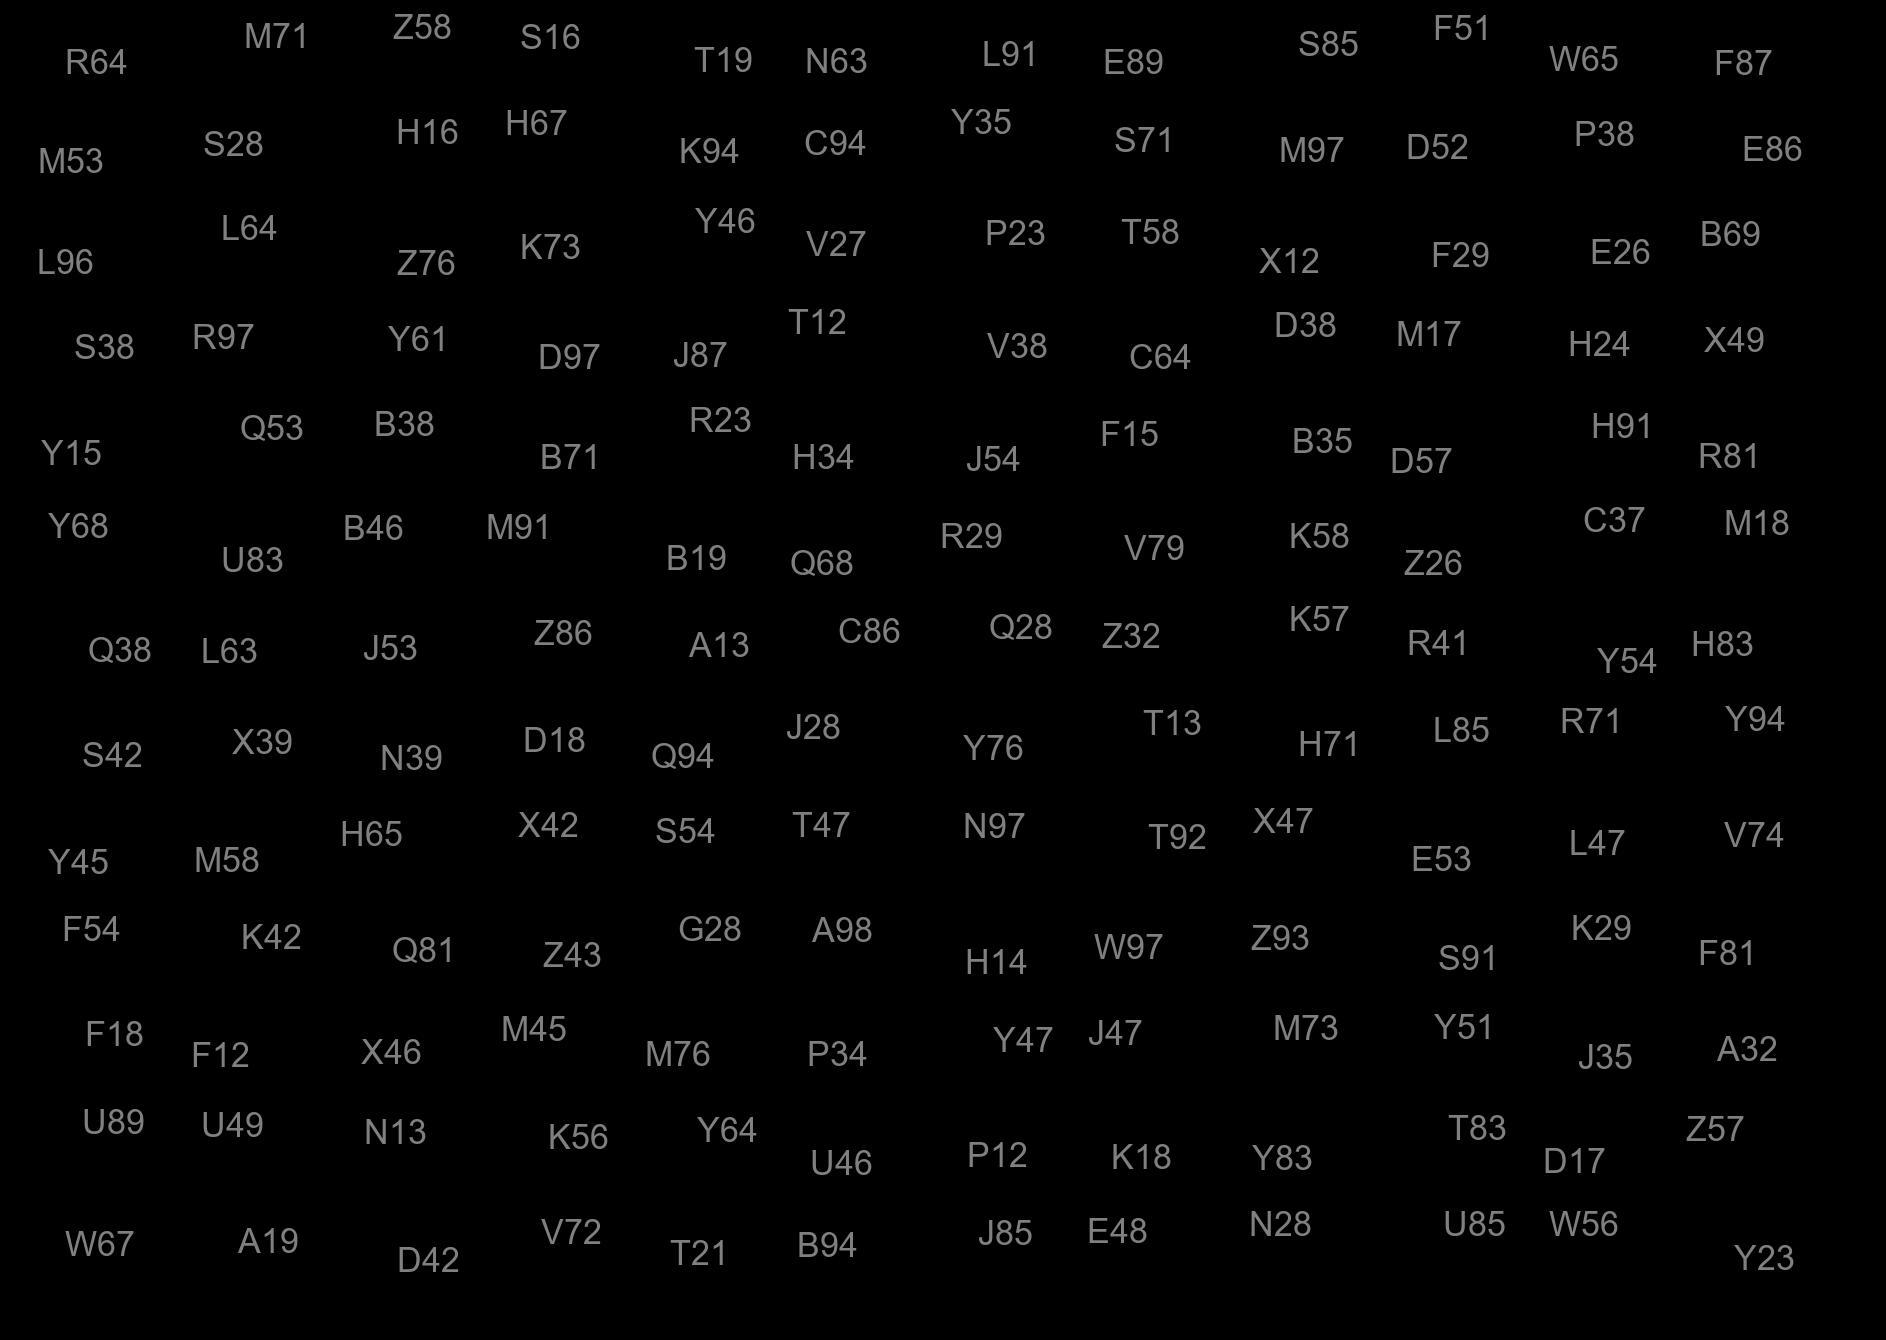 R64 M71 Z58 S16 T19 N63 L91 E89 S85 F51 W65 F87
M53 S28 H16 H67 K94 C94 Y35 S71 M97 D52 P38 E86
L96 L64 Z76 K73 Y46 V27 P23 T58 X12 F29 E26 B69
S38 R97 Y61 D97 J87 T12 V38 C64 D38 M17 H24 X49
Y15 Q53 B38 B71 R23 H34 J54 F15 B35 D57 H91 R81
Y68 U83 B46 M91 B19 Q68 R29 V79 K58 Z26 C37 M18
Q38 L63 J53 Z86 A13 C86 Q28 Z32 K57 R41 Y54 H83
S42 X39 N39 D18 Q94 J28 Y76 T13 H71 L85 R71 Y94
Y45 M58 H65 X42 S54 T47 N97 T92 X47 E53 L47 V74
F54 K42 Q81 Z43 G28 A98 H14 W97 Z93 S91 K29 F81
F18 F12 X46 M45 M76 P34 Y47 J47 M73 Y51 J35 A32
U89 U49 N13 K56 Y64 U46 P12 K18 Y83 T83 D17 Z57
W67 A19 D42 V72 T21 B94 J85 E48 N28 U85 W56 Y23